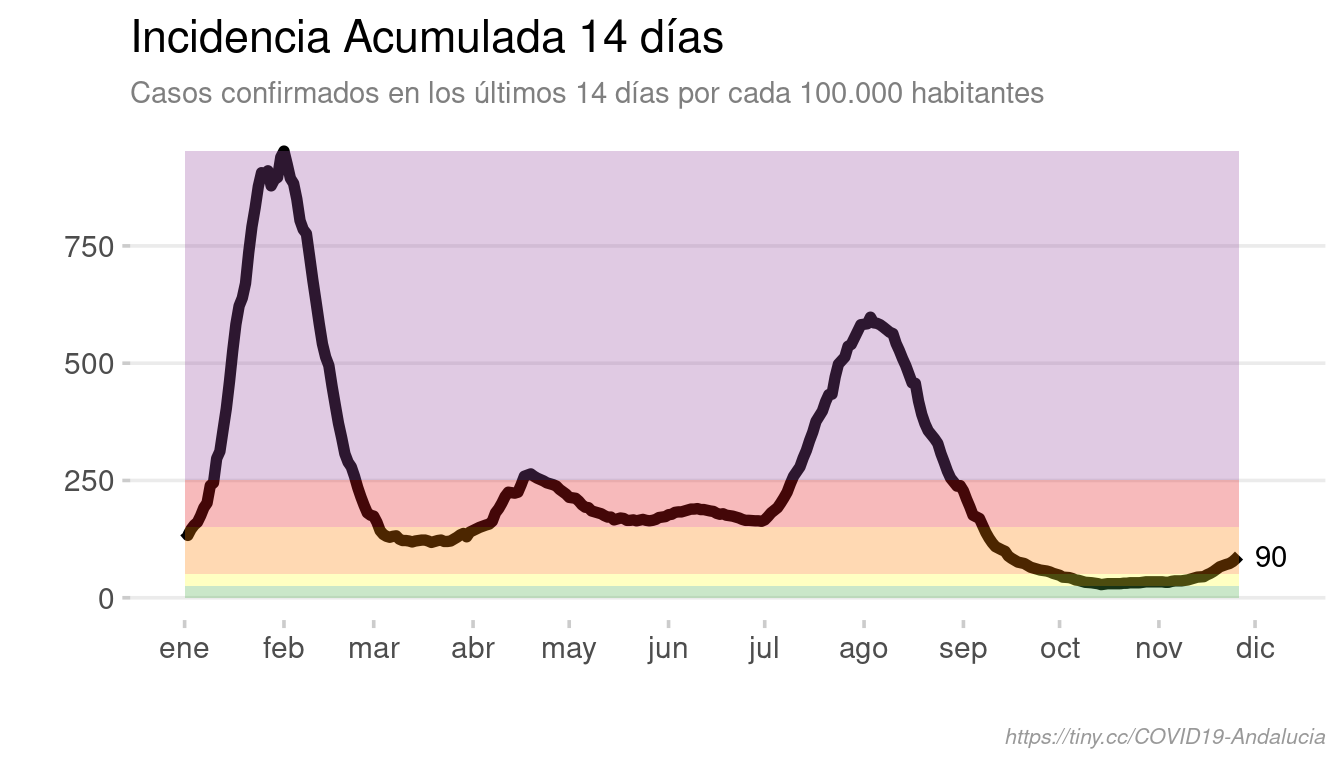 Incidencia Acumulada 14 días
Casos confirmados en los últimos 14 días por cada 100.000 habitantes
750
500
250
0
90
ene feb mar abr may jun jul ago sep oct nov dic
https://tiny.cc/COVID19-Andalucia